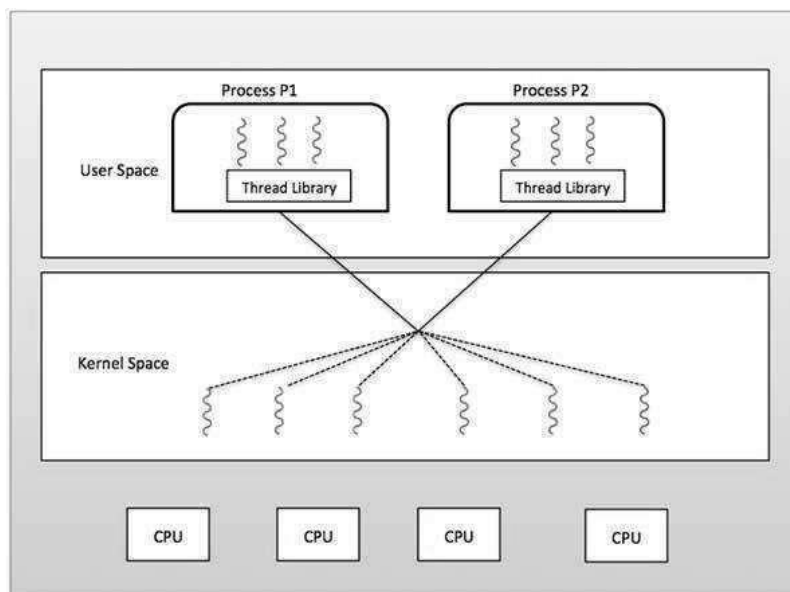 Process P1
Process P2
User Space
Thread Library
Thread Library
Kernel Space
CPU
CPU
CPU
CPU